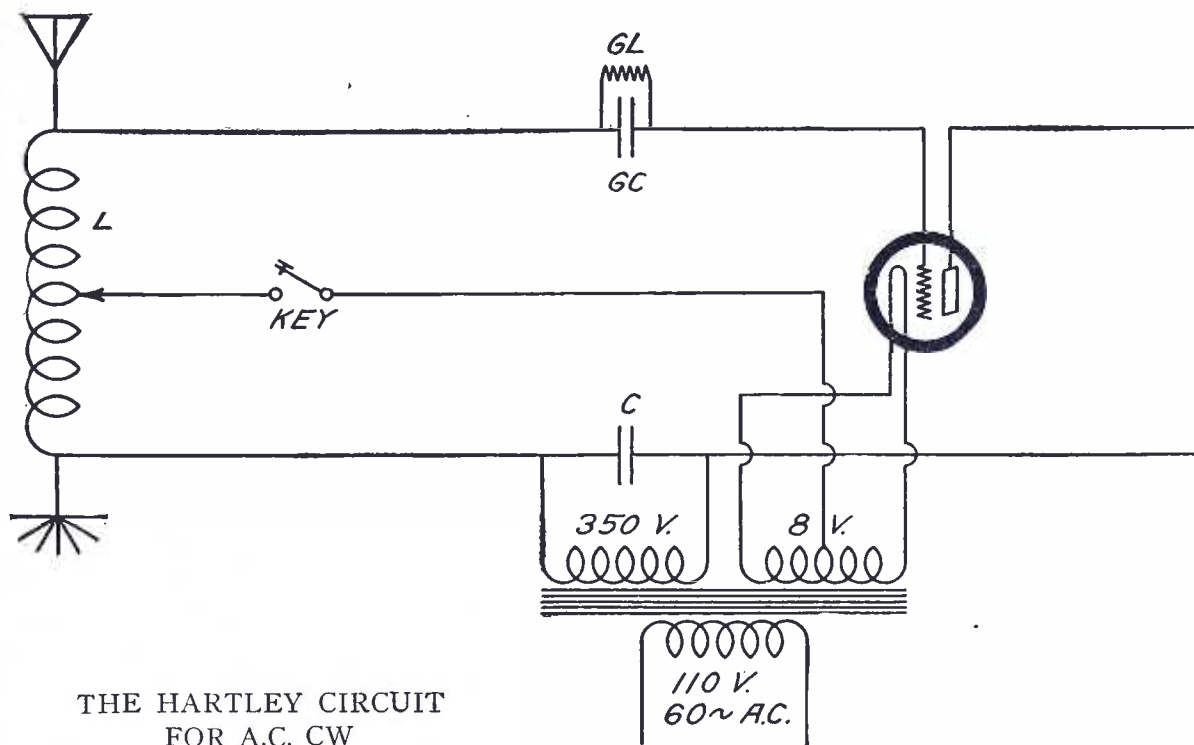 GL
GC
L
KEY
C
350 V.
8 V.
110 V.
60~ A.C.
THE HARTLEY CIRCUIT
FOR A.C. CW